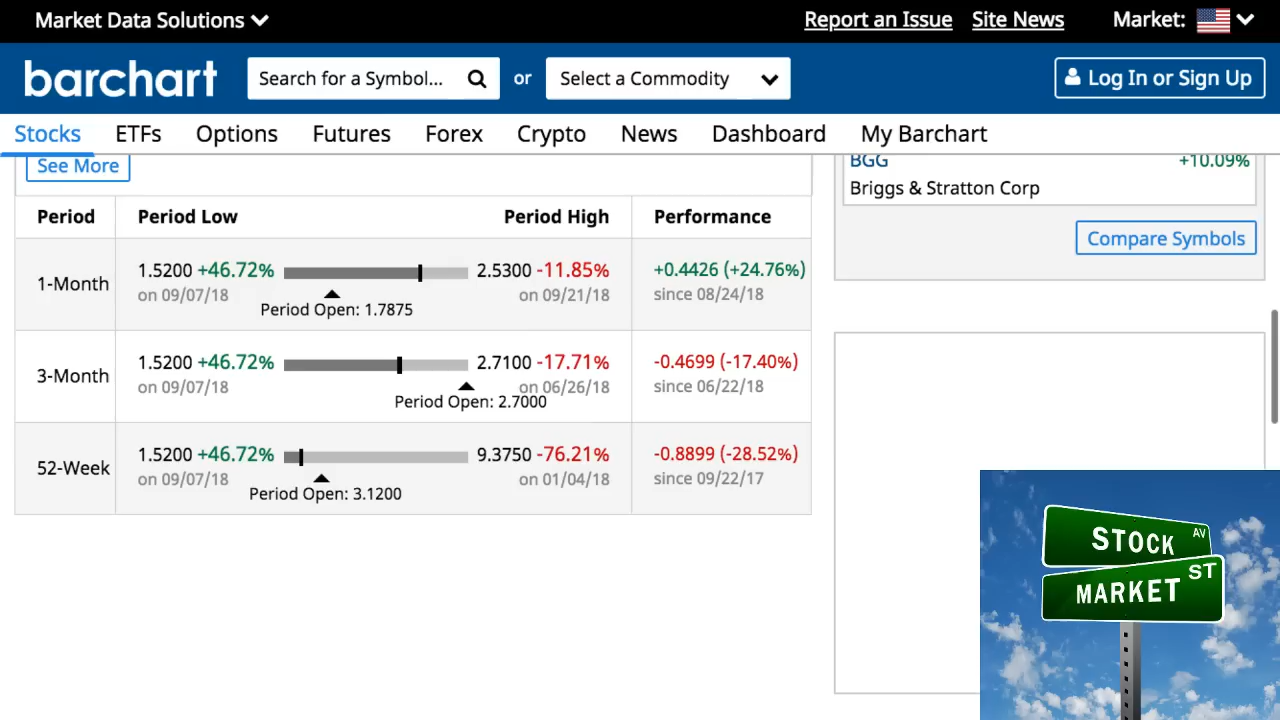 Market Data Solutions
Report an Issue
Site News
Market:
barchart
Search for a Symbol...
or
Select a Commodity
Log In or Sign Up
Stocks
ETFs
Options
Futures
Forex
Crypto
News
Dashboard
My Barchart
See More
BGG +10.09%
Briggs & Stratton Corp
Compare Symbols
Period Period Low Period High Performance
1-Month
1.5200 +46.72% 2.5300 -11.85% +0.4426 (+24.76%)
on 09/07/18 on 09/21/18 since 08/24/18
Period Open: 1.7875
3-Month
1.5200 +46.72% 2.7100 -17.71% -0.4699 (-17.40%)
on 09/07/18 on 06/26/18 since 06/22/18
Period Open: 2.7000
52-Week
1.5200 +46.72% 9.3750 -76.21% -0.8899 (-28.52%)
on 09/07/18 on 01/04/18 since 09/22/17
Period Open: 3.1200
STOCK AV
MARKET ST